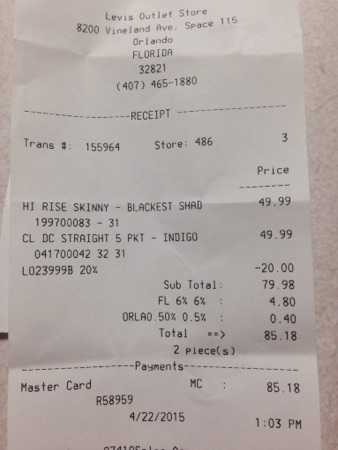 Levis Outlet Store
8200 Vineland Ave. Space 115
Orlando
FLORIDA
32821
(407) 465-1880
RECEIPT
Trans #: 155964 Store: 486 3
Price
HI RISE SKINNY - BLACKEST SHAD 49.99
199700083 - 31
CL DC STRAIGHT 5 PKT - INDIGO 49.99
041700042 32 31
LO23999B 20% -20.00
Sub Total: 79.98
FL 6% 6% : 4.80
ORLAO.50% 0.5% : 0.40
Total ==> 85.18
2 piece(s)
Payments
Master Card MC : 85.18
R58959
4/22/2015 1:03 PM